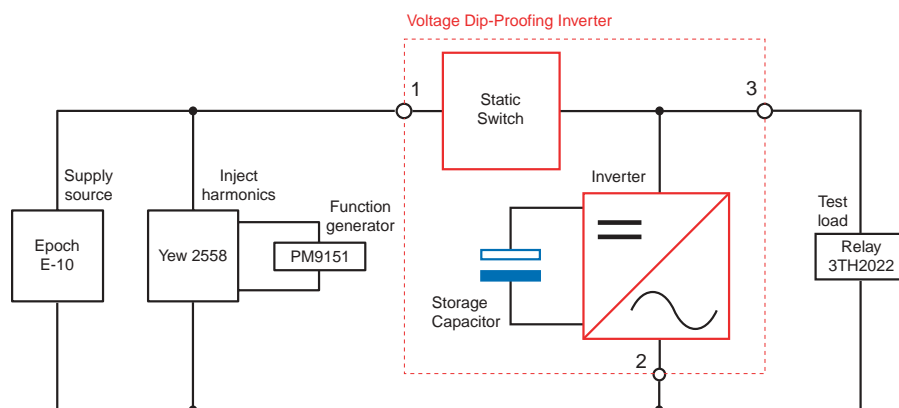 Voltage Dip-Proofing Inverter
1
3
Static
Switch
Supply
source
Inject
harmonics
Function
generator
Inverter
Test
load
Epoch
E-10
Yew 2558
PM9151
Relay
3TH2022
Storage
Capacitor
2